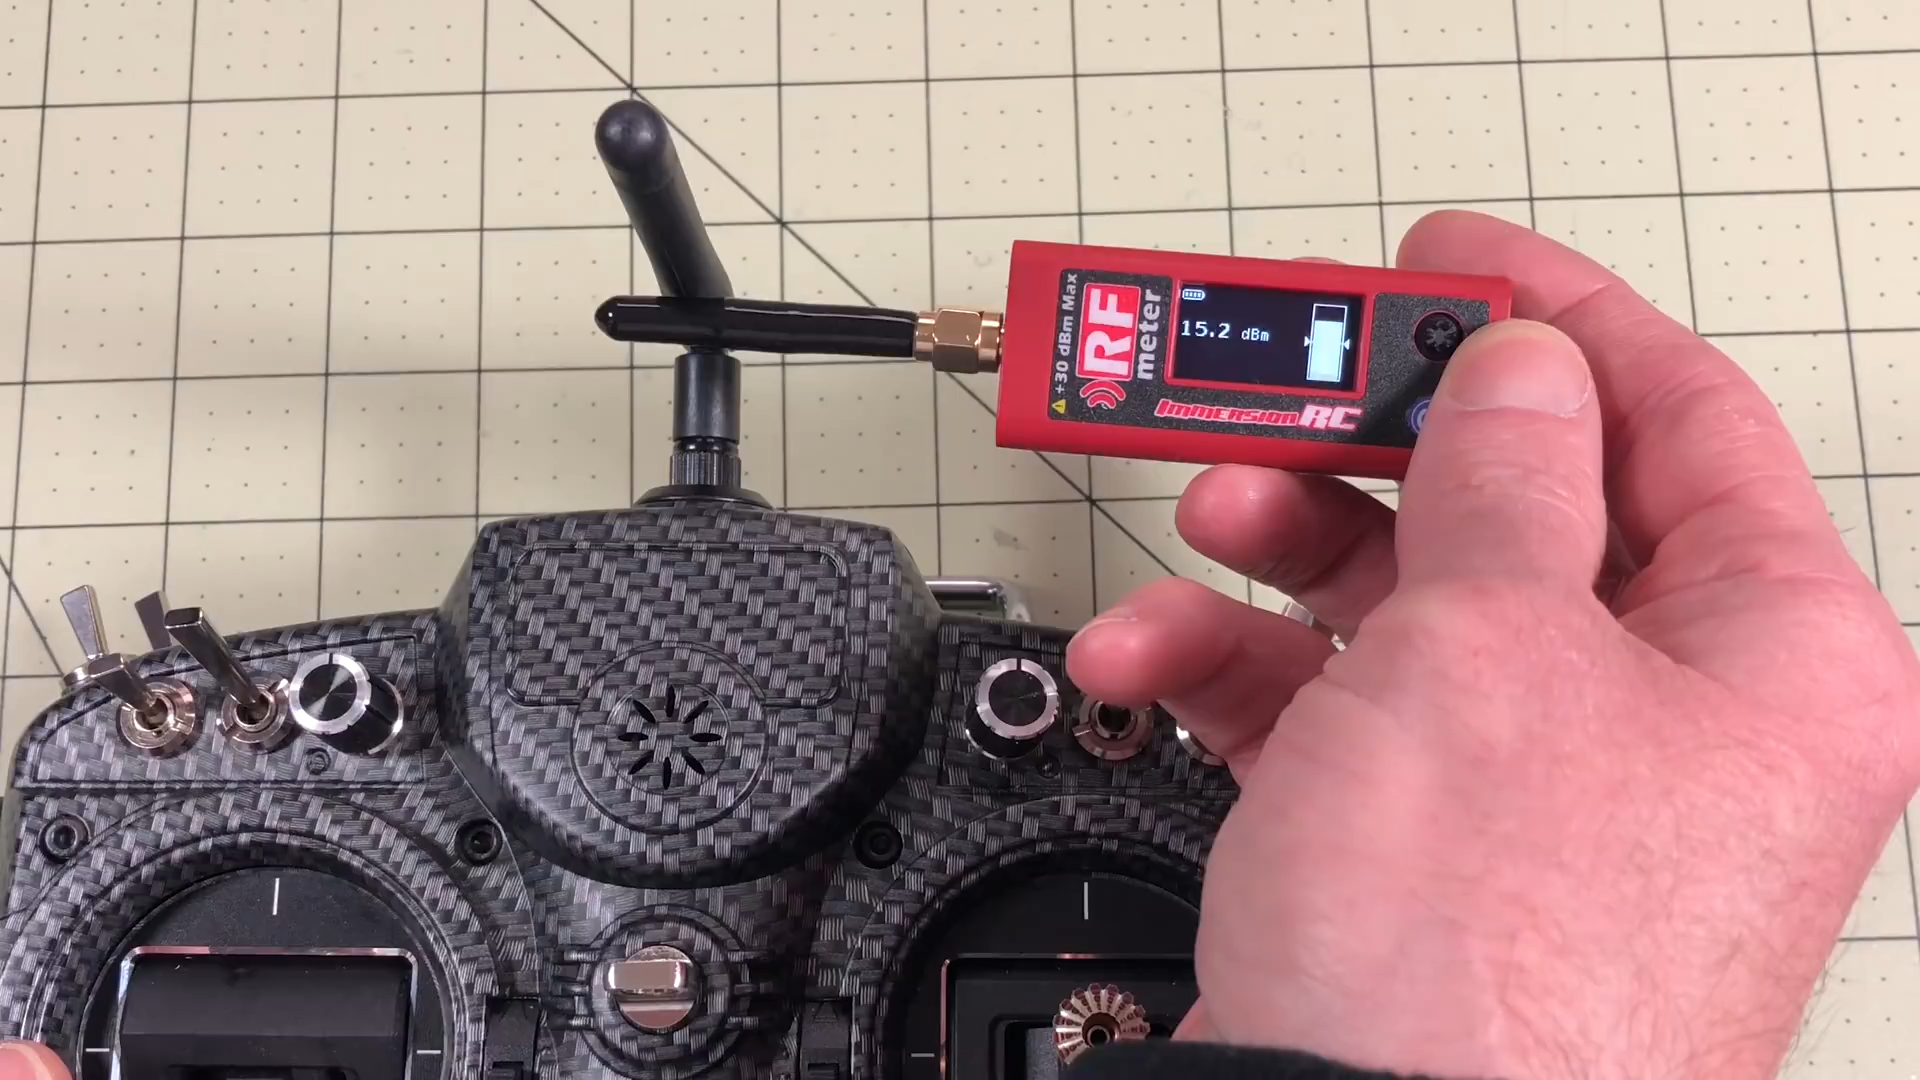 +30 dBm Max
RF
meter
15.2 dBm
ImmersionRC